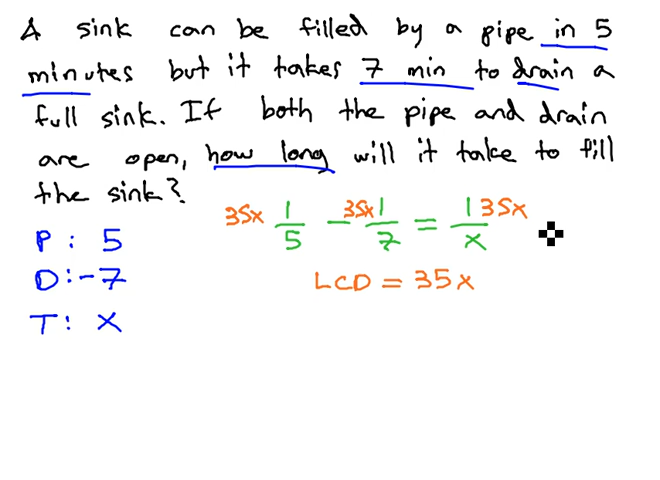 A sink can be filled by a pipe in 5
minutes but it takes 7 min to drain a
full sink. If both the pipe and drain
are open, how long will it take to fill
the sink?
35x 1/5 - 35x 1/7 = 1/x 35x
P: 5
D: -7
LCD = 35x
T: x